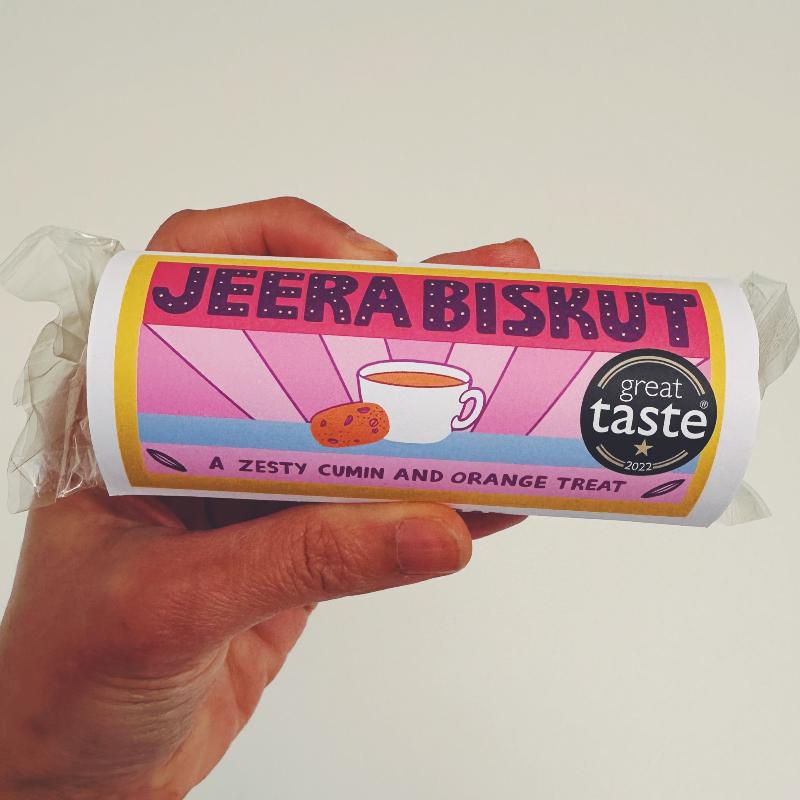 JEERA BISKUT
great
taste®
2022
A ZESTY CUMIN AND ORANGE TREAT